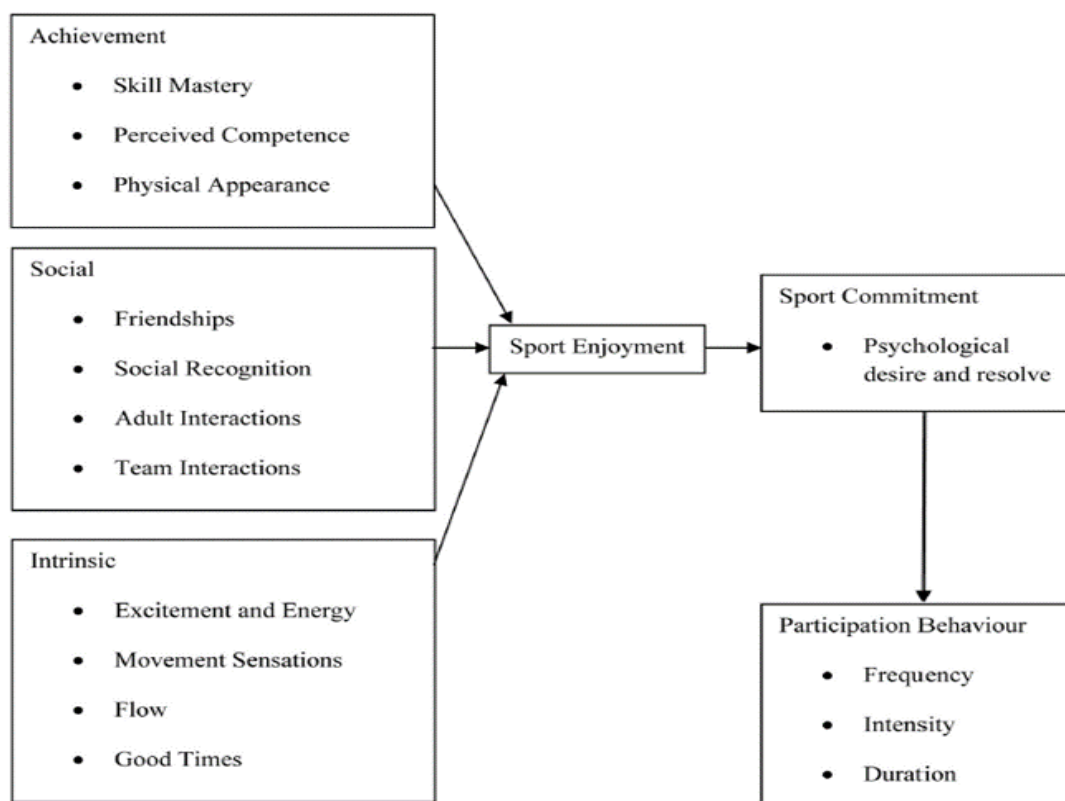 Achievement
• Skill Mastery
• Perceived Competence
• Physical Appearance
Social
• Friendships
• Social Recognition
• Adult Interactions
• Team Interactions
Intrinsic
• Excitement and Energy
• Movement Sensations
• Flow
• Good Times
Sport Enjoyment
Sport Commitment
• Psychological
desire and resolve
Participation Behaviour
• Frequency
• Intensity
• Duration